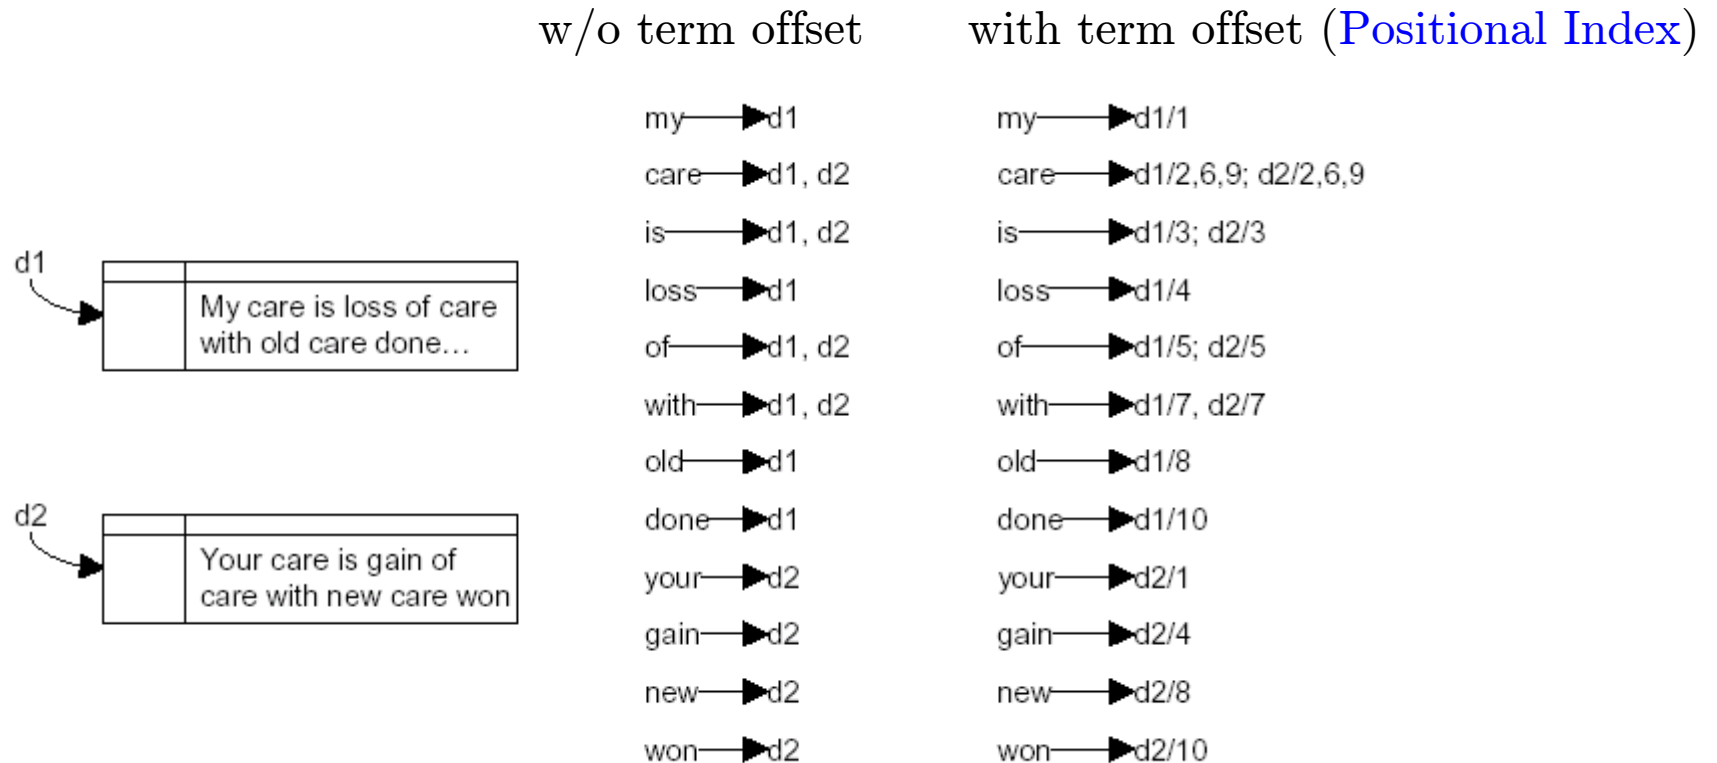 w/o term offset with term offset (Positional Index)
my d1 my d1/1
care d1, d2 care d1/2,6,9; d2/2,6,9
is d1, d2 is d1/3; d2/3
d1
My care is loss of care
with old care done...
loss d1 loss d1/4
of d1, d2 of d1/5; d2/5
with d1, d2 with d1/7, d2/7
old d1 old d1/8
d2
Your care is gain of
care with new care won
done d1 done d1/10
your d2 your d2/1
gain d2 gain d2/4
new d2 new d2/8
won d2 won d2/10